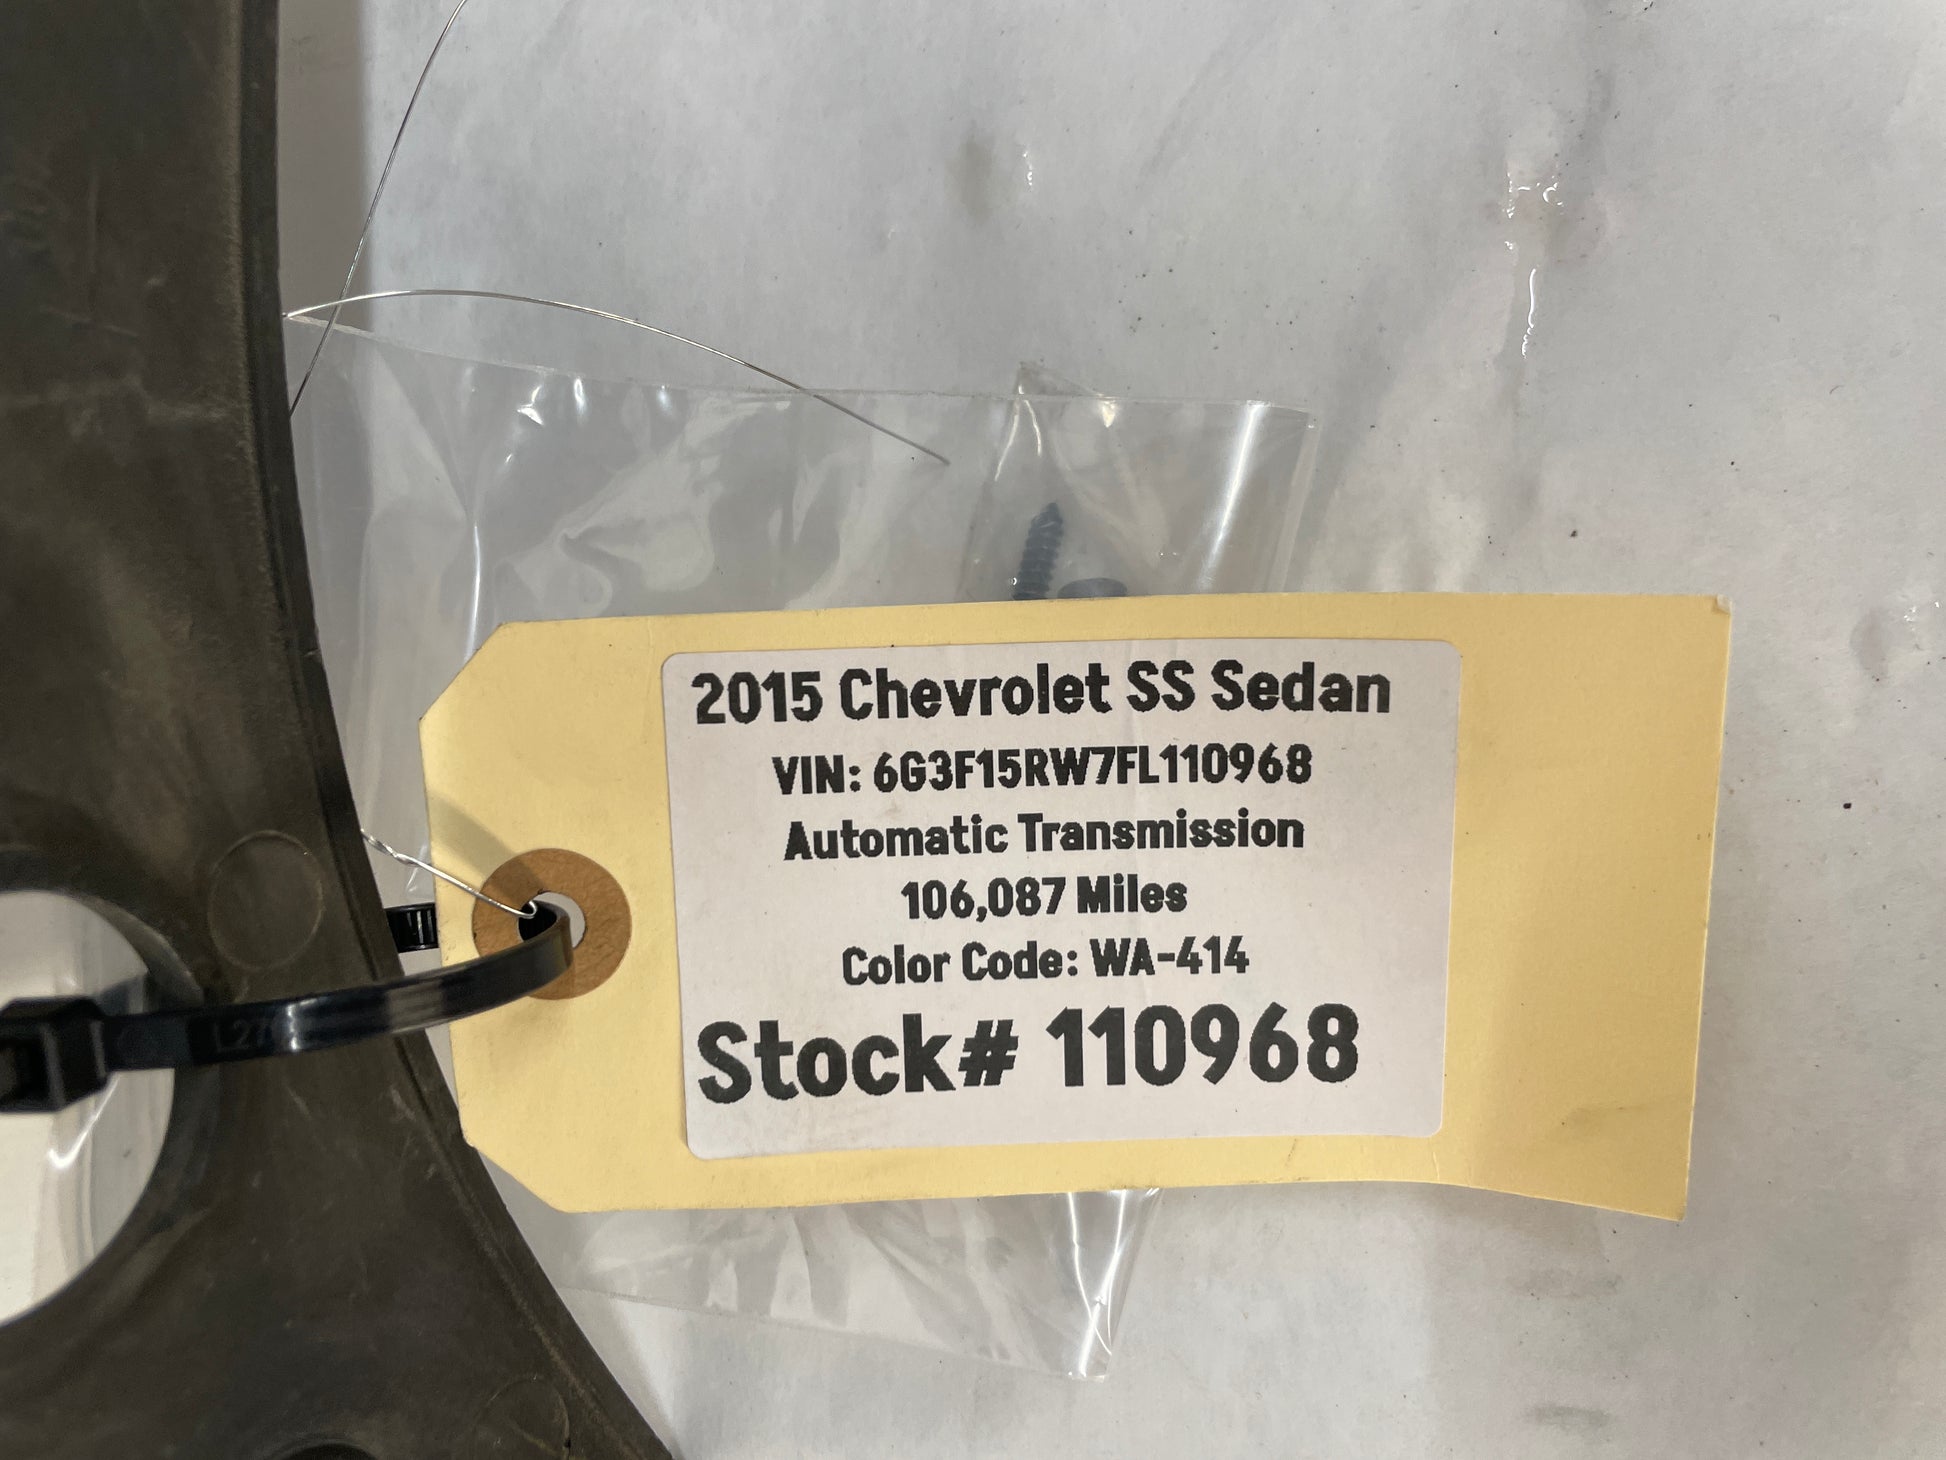 2015 Chevrolet SS Sedan
VIN: 6G3F15RW7FL110968
Automatic Transmission
106,087 Miles
Color Code: WA-414
Stock# 110968